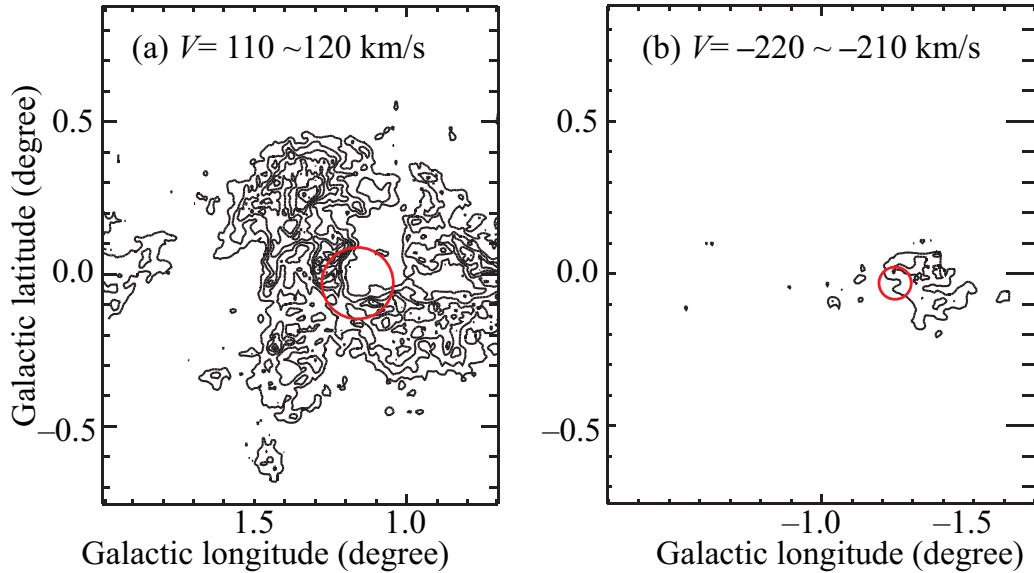 (a) V= 110 ~120 km/s
(b) V= –220 ~ –210 km/s
Galactic latitude (degree)
0.5
0.0
–0.5
0.5
0.0
–0.5
1.5 1.0
–1.0 –1.5
Galactic longitude (degree)
Galactic longitude (degree)